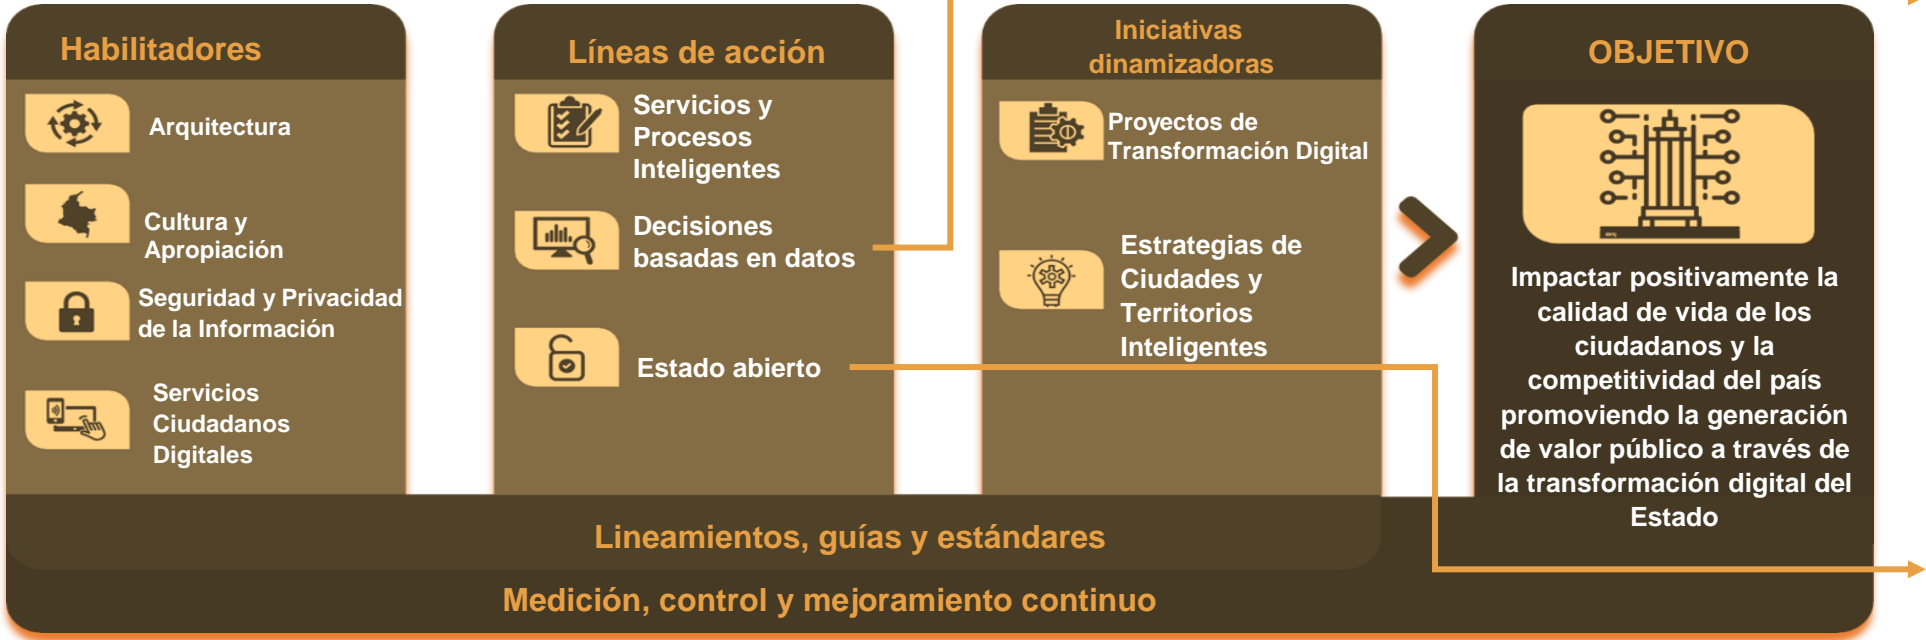 Habilitadores
Arquitectura
Cultura y
Apropiación
Seguridad y Privacidad
de la Información
Servicios
Ciudadanos
Digitales
Líneas de acción
Servicios y
Procesos
Inteligentes
Decisiones
basadas en datos
Estado abierto
Iniciativas
dinamizadoras
Proyectos de
Transformación Digital
Estrategias de
Ciudades y
Territorios
Inteligentes
OBJETIVO
Impactar positivamente la
calidad de vida de los
ciudadanos y la
competitividad del país
promoviendo la generación
de valor público a través de
la transformación digital del
Estado
Lineamientos, guías y estándares
Medición, control y mejoramiento continuo